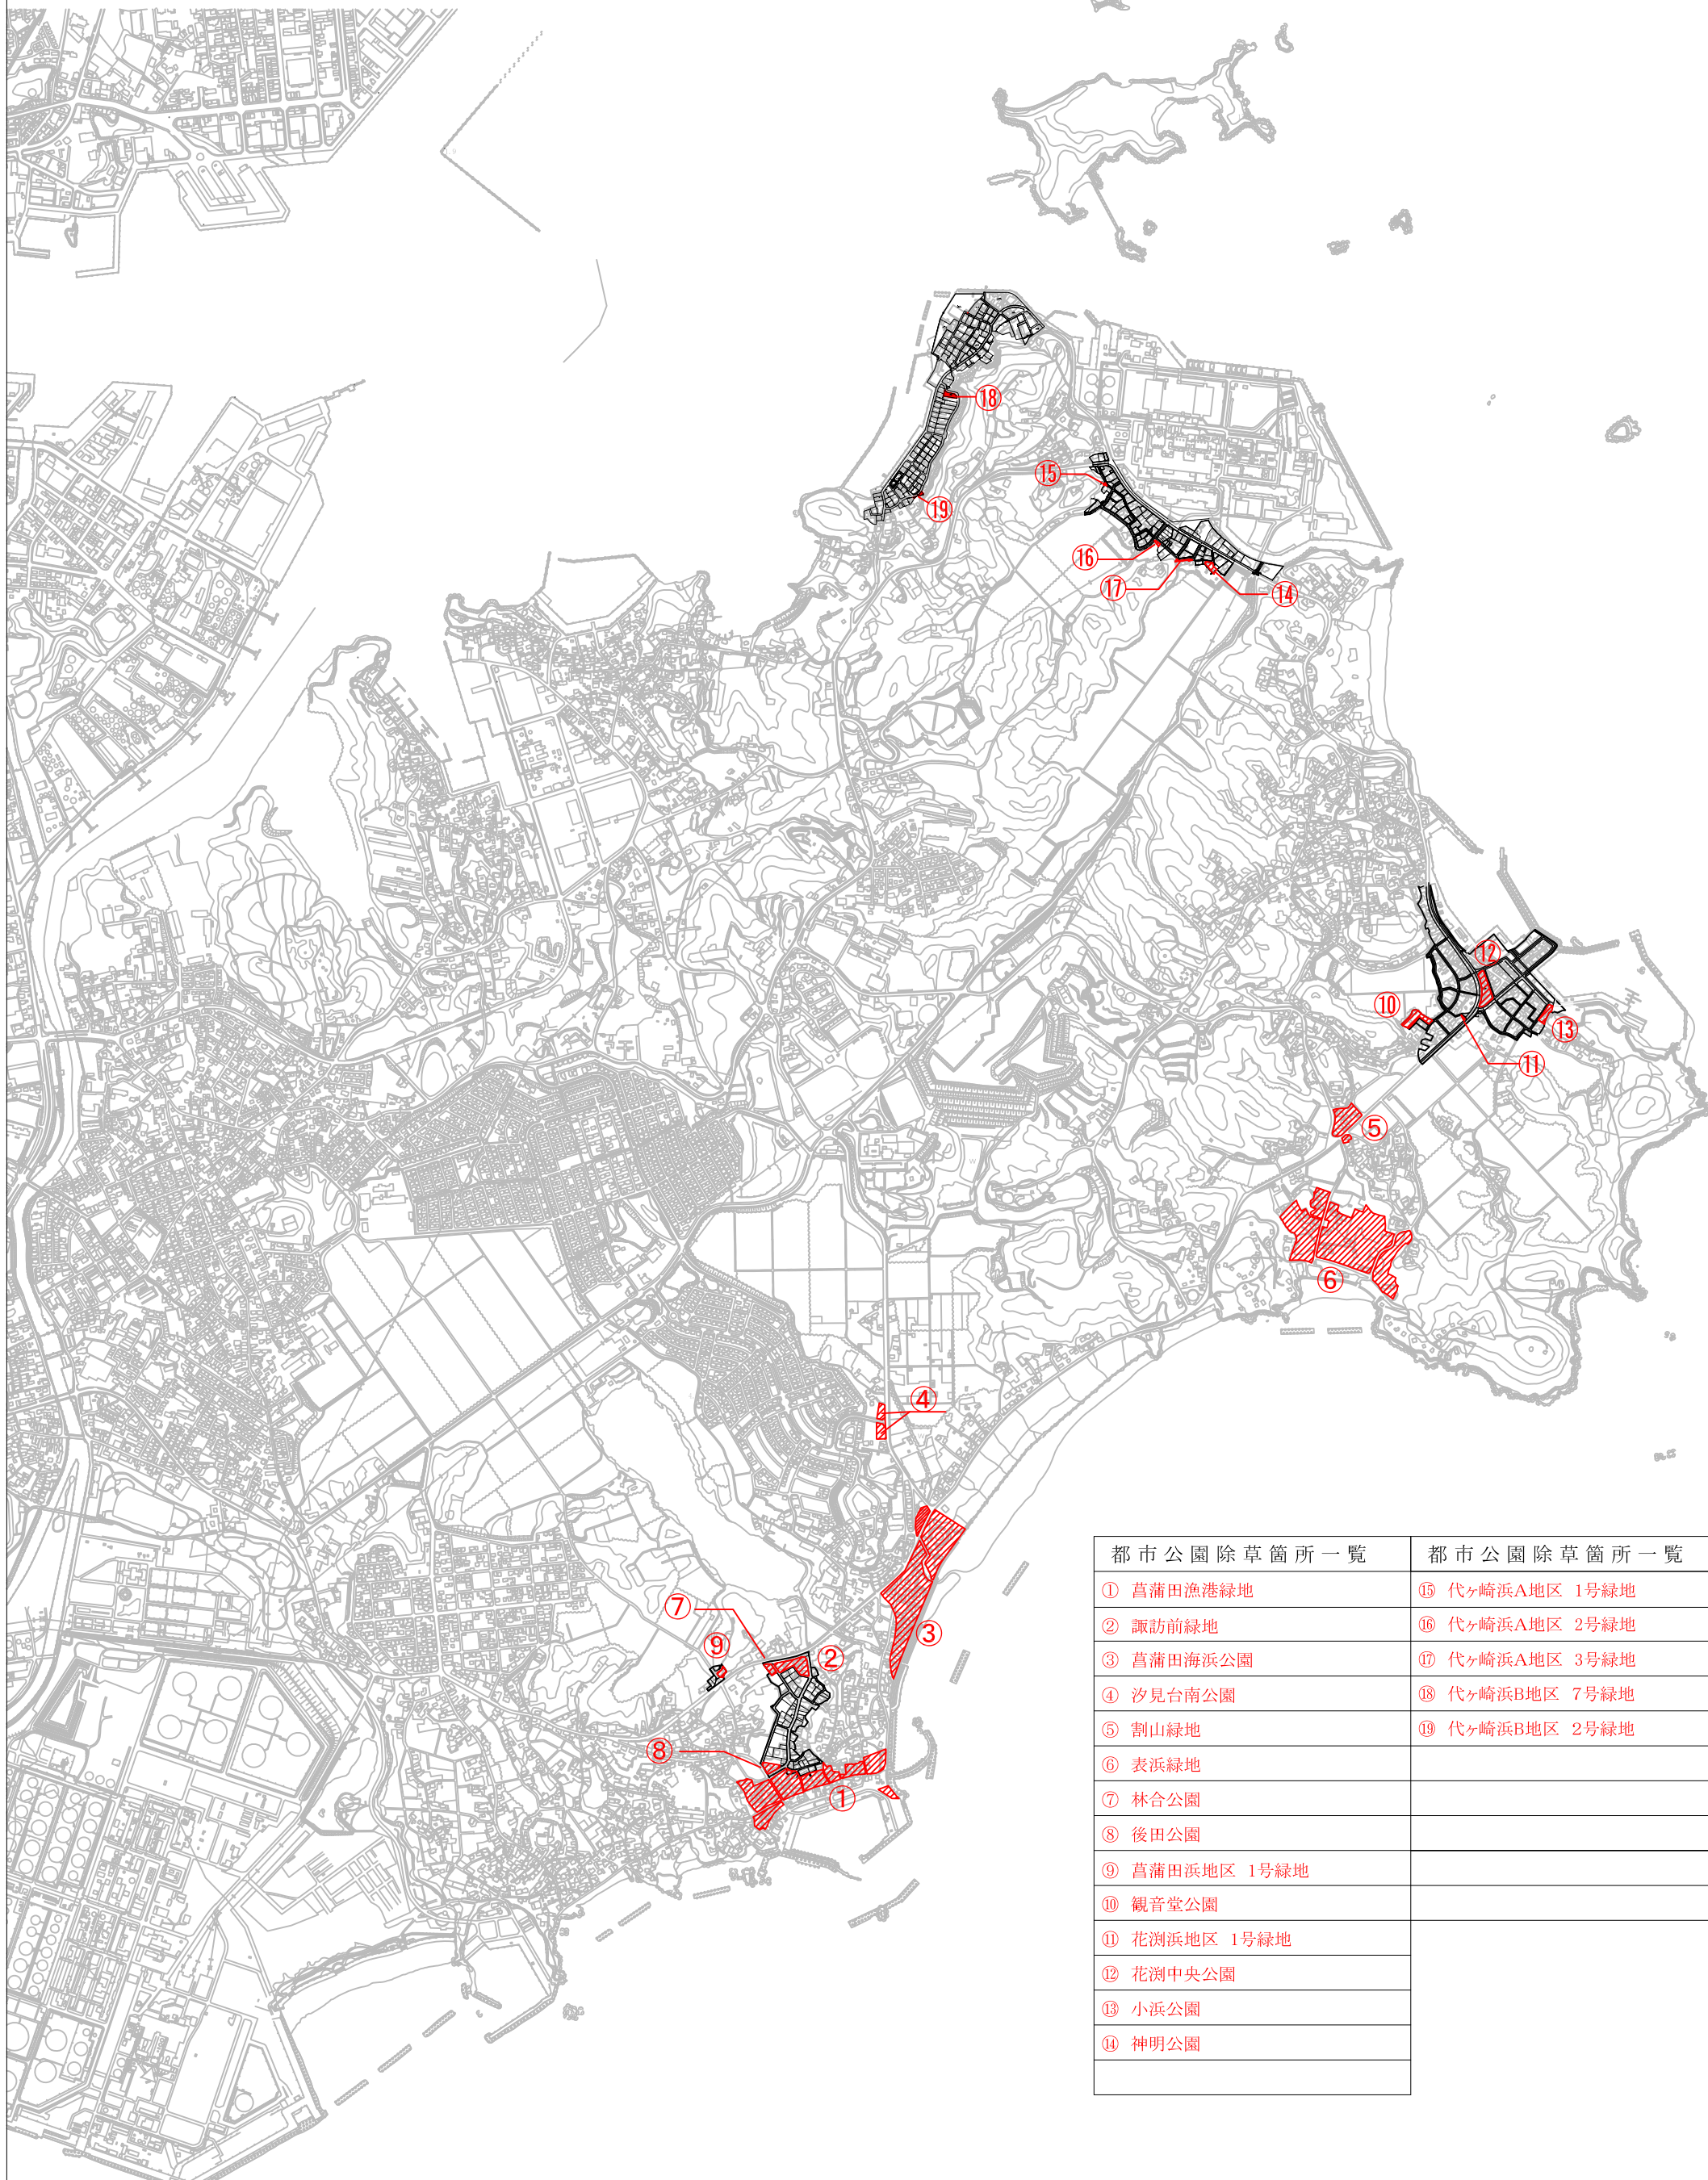 ⑱
⑮
⑲
⑯
⑰
⑭
⑫
⑩
⑬
⑪
⑤
⑥
④
⑦
③
⑨
②
⑧
①
都市公園除草箇所一覧
① 菖蒲田漁港緑地
② 諏訪前緑地
③ 菖蒲田海浜公園
④ 汐見台南公園
⑤ 割山緑地
⑥ 表浜緑地
⑦ 林合公園
⑧ 後田公園
⑨ 菖蒲田浜地区 1号緑地
⑩ 観音堂公園
⑪ 花渕浜地区 1号緑地
⑫ 花渕中央公園
⑬ 小浜公園
⑭ 神明公園
都市公園除草箇所一覧
⑮ 代ヶ崎浜A地区 1号緑地
⑯ 代ヶ崎浜A地区 2号緑地
⑰ 代ヶ崎浜A地区 3号緑地
⑱ 代ヶ崎浜B地区 7号緑地
⑲ 代ヶ崎浜B地区 2号緑地